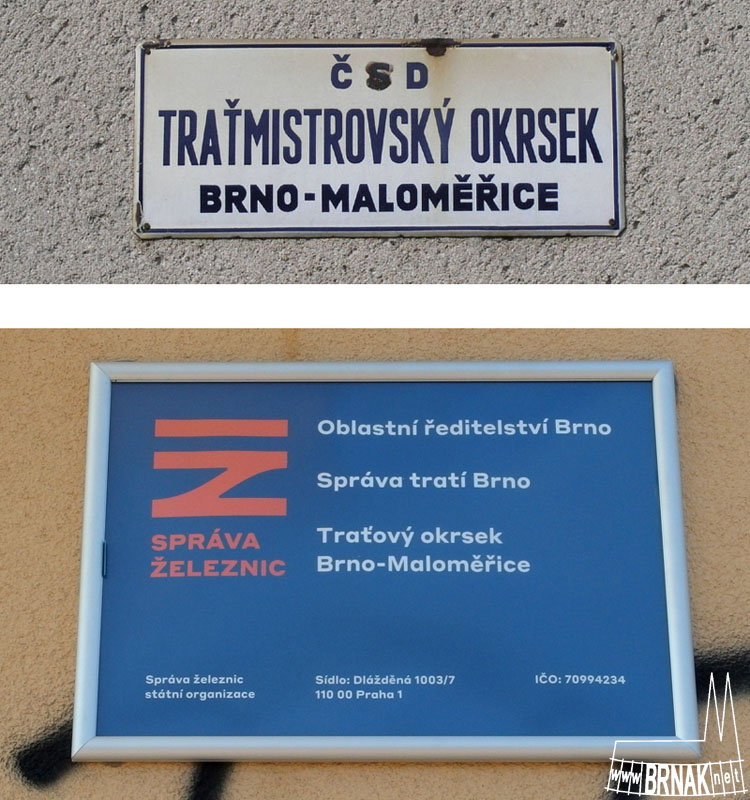 ČSD
TRAŤMISTROVSKÝ OKRSEK
BRNO-MALOMĚŘICE
Oblastní ředitelství Brno
Správa tratí Brno
Traťový okrsek
Brno-Maloměřice
SPRÁVA
ŽELEZNIC
Správa železnic
státní organizace
Sídlo: Dlážděná 1003/7
110 00 Praha 1
IČO: 70994234
www.BRNAK.net